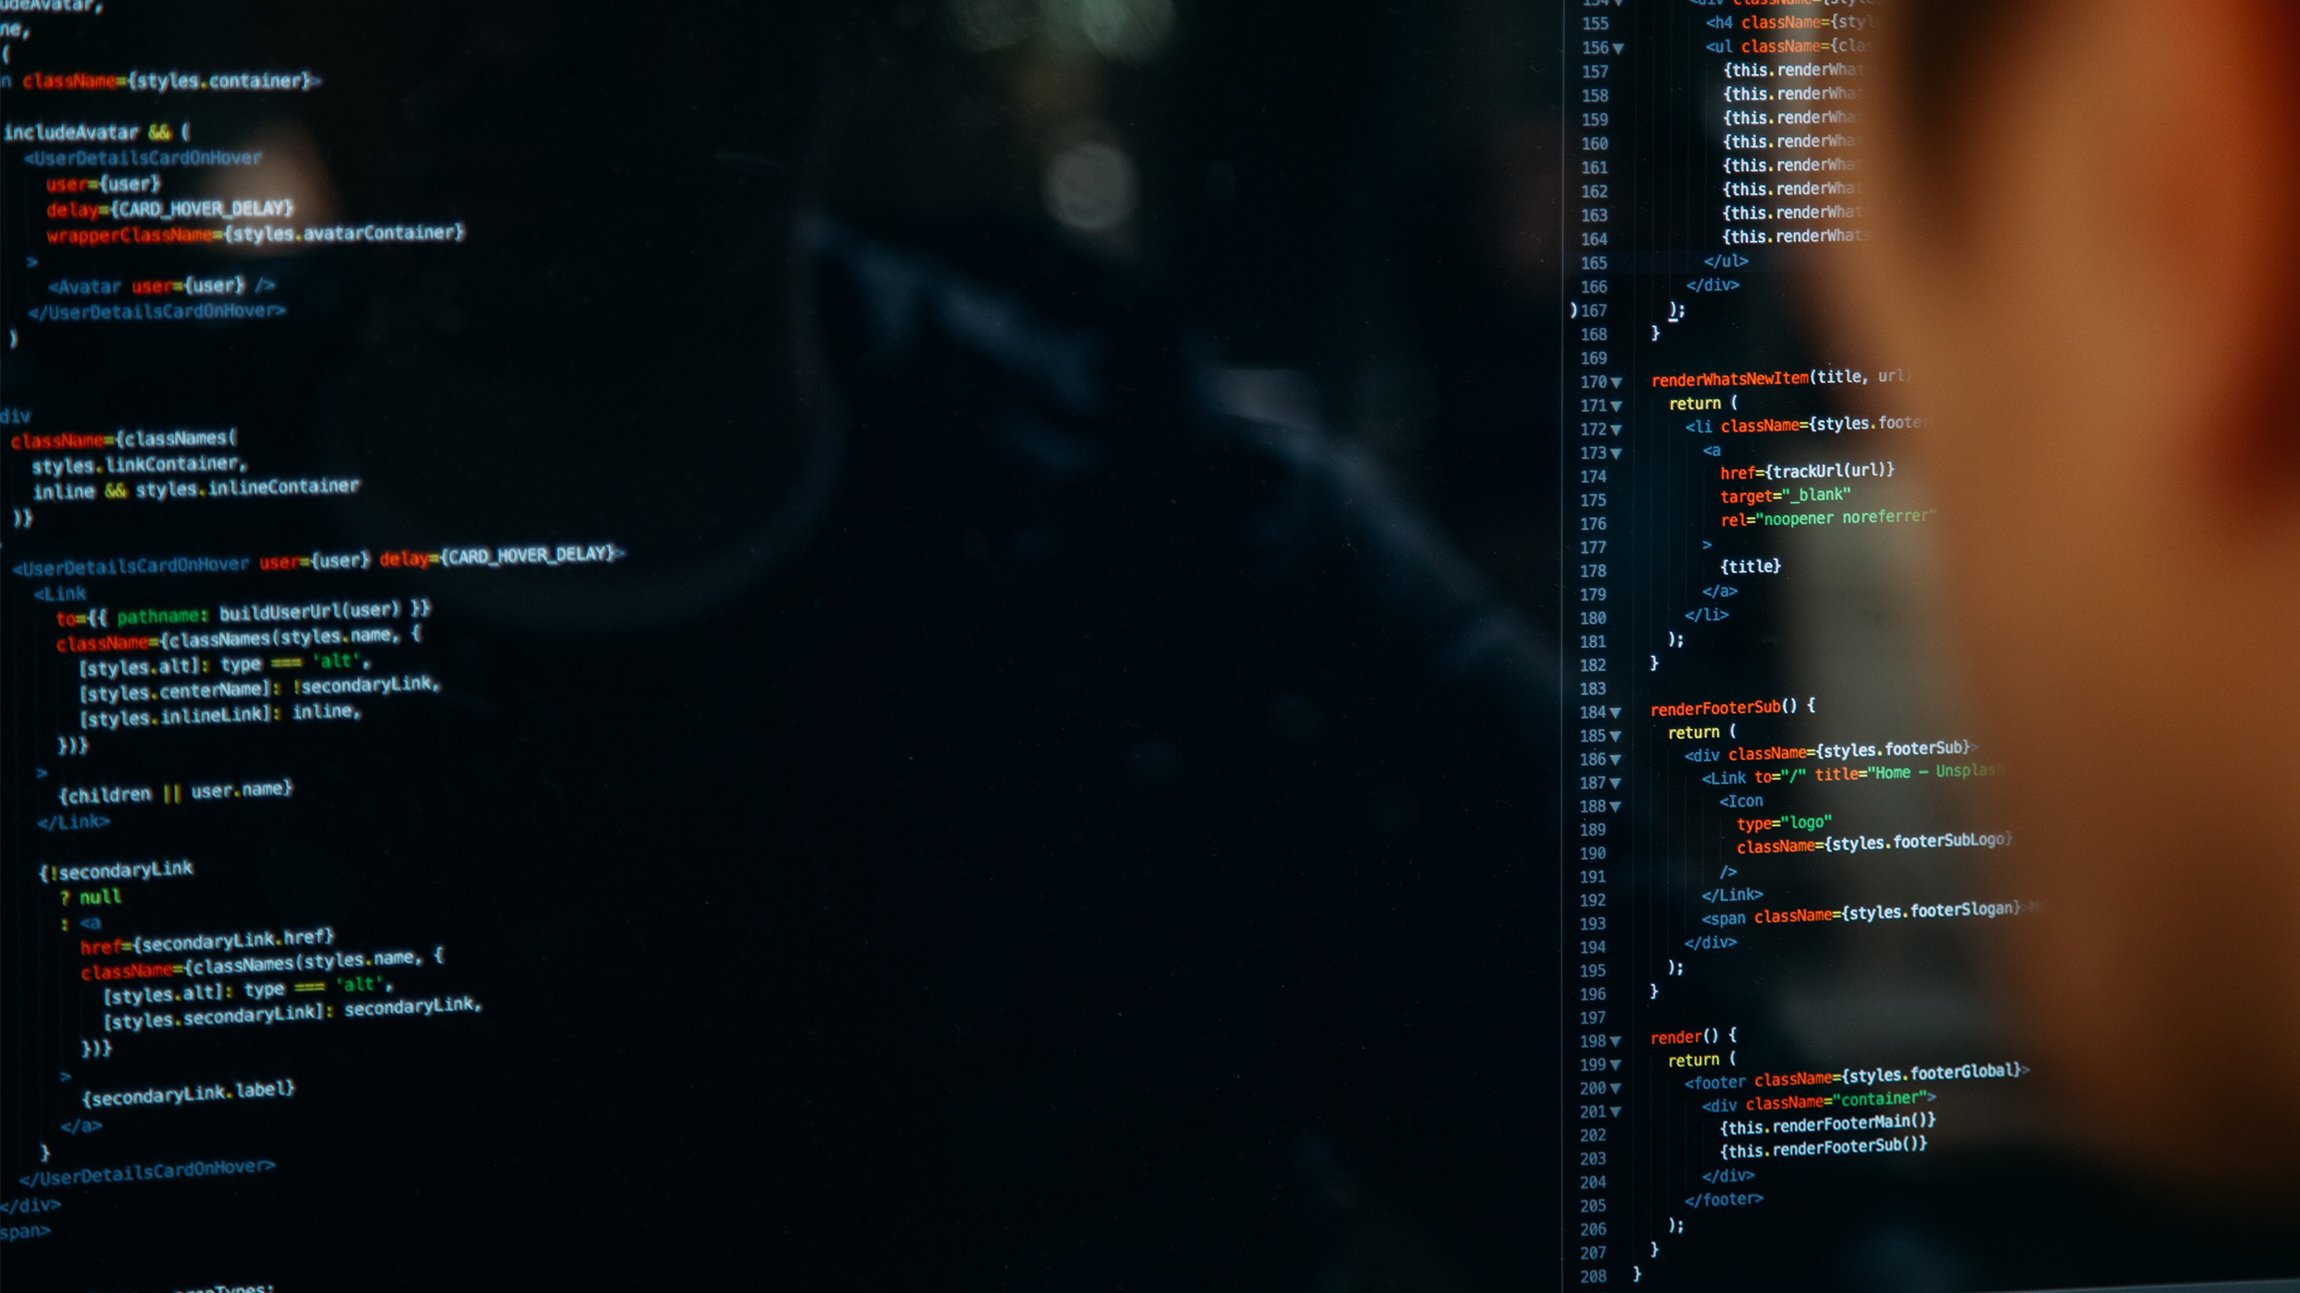 ne,
(
className={styles.container}>
includeAvatar && (
<UserDetailsCardOnHover
user={user}
delay={CARD_HOVER_DELAY}
wrapperClassName={styles.avatarContainer}
>
<Avatar user={user} />
</UserDetailsCardOnHover>
)
div
className={classNames(
styles.linkContainer,
inline && styles.inlineContainer
)}
<UserDetailsCardOnHover user={user} delay={CARD_HOVER_DELAY}>
<Link
to={{ pathname: buildUserUrl(user) }}
className={classNames(styles.name, {
[styles.alt]: type === 'alt',
[styles.centerName]: !secondaryLink,
[styles.inlineLink]: inline,
})}
>
{children || user.name}
</Link>
{!secondaryLink
? null
: <a
href={secondaryLink.href}
className={classNames(styles.name, {
[styles.alt]: type === 'alt',
[styles.secondaryLink]: secondaryLink,
})}
>
{secondaryLink.label}
</a>
}
</UserDetailsCardOnHover>
</div>
span>
155 <h4 className={styl
156 <ul className={clas
157 {this.renderWhat
158 {this.renderWha
159 {this.renderWha
160 {this.renderWha
161 {this.renderWha
162 {this.renderWha
163 {this.renderWhat
164 {this.renderWhats
165 </ul>
166 </div>
)167 );
168 }
169
170 renderWhatsNewItem(title, url)
171 return (
172 <li className={styles.foote
173 <a
174 href={trackUrl(url)}
175 target="_blank"
176 rel="noopener noreferrer"
177 >
178 {title}
179 </a>
180 </li>
181 );
182 }
183
184 renderFooterSub() {
185 return (
186 <div className={styles.footerSub}>
187 <Link to="/" title="Home – Unsplash
188 <Icon
189 type="logo"
190 className={styles.footerSubLogo}
191 />
192 </Link>
193 <span className={styles.footerSlogan}>
194 </div>
195 );
196 }
197
198 render() {
199 return (
200 <footer className={styles.footerGlobal}>
201 <div className="container">
202 {this.renderFooterMain()}
203 {this.renderFooterSub()}
204 </div>
205 </footer>
206 );
207 }
208 }